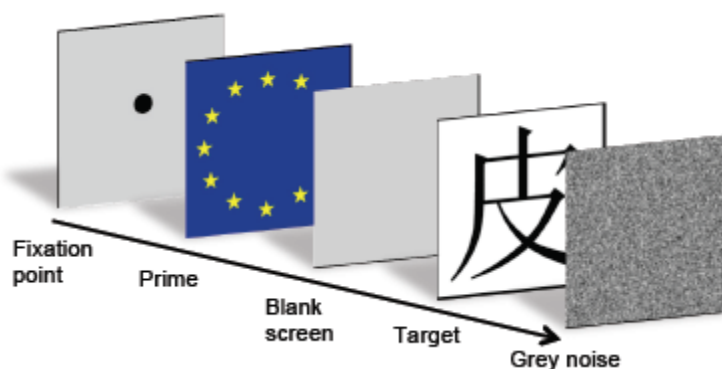 皮
Fixation
point
Prime
Blank
screen
Target
Grey noise